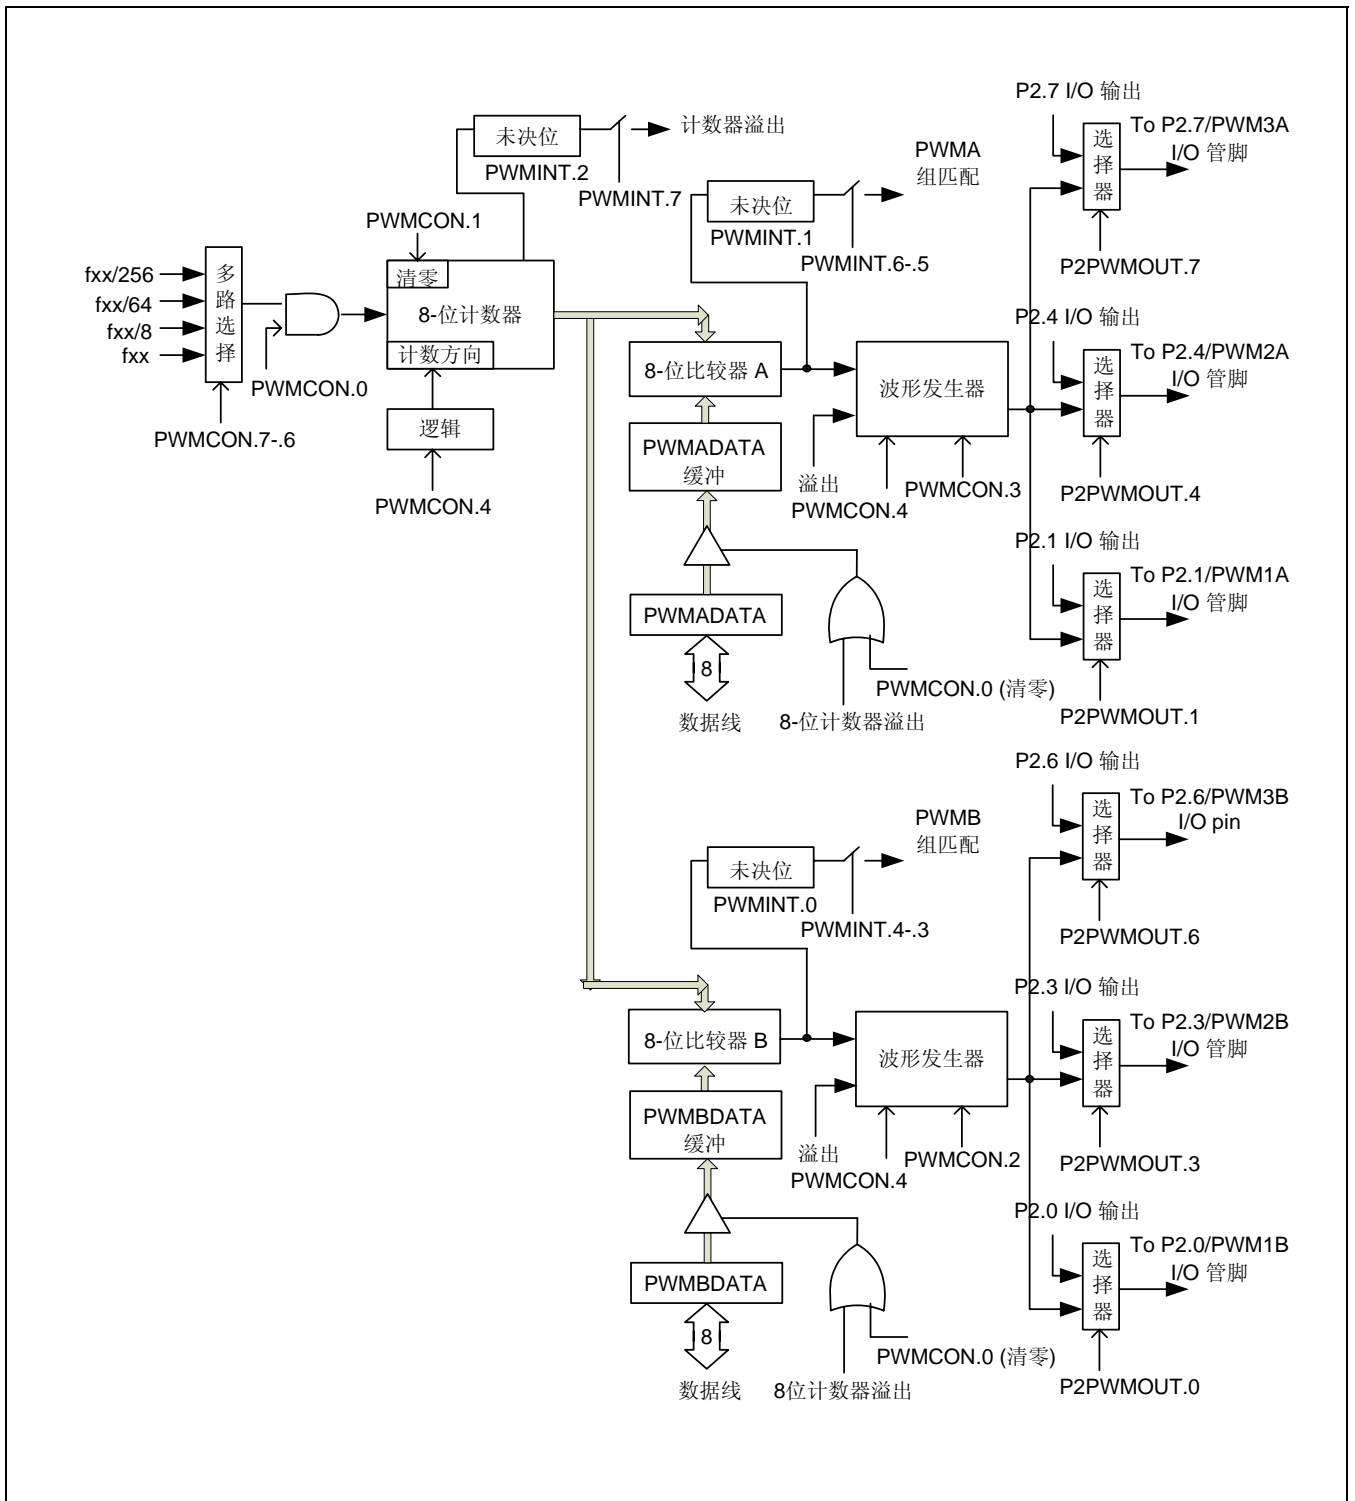 P2.7 I/O 输出
未决位
计数器溢出
PWMINT.2
PWMINT.7
选择器
To P2.7/PWM3A
I/O 管脚
PWMA
组匹配
未决位
PWMINT.1
PWMINT.6-.5
P2PWMOUT.7
PWMCON.1
fxx/256
fxx/64
fxx/8
fxx
多路选择
清零
8-位计数器
计数方向
PWMCON.0
PWMCON.7-.6
逻辑
PWMCON.4
P2.4 I/O 输出
8-位比较器 A
波形发生器
选择器
To P2.4/PWM2A
I/O 管脚
PWMADATA
缓冲
溢出
PWMCON.4
PWMCON.3
P2PWMOUT.4
P2.1 I/O 输出
选择器
To P2.1/PWM1A
I/O 管脚
PWMADATA
8
PWMCON.0 (清零)
数据线
8-位计数器溢出
P2PWMOUT.1
P2.6 I/O 输出
选择器
To P2.6/PWM3B
I/O pin
PWMB
组匹配
未决位
PWMINT.0
PWMINT.4-.3
P2PWMOUT.6
P2.3 I/O 输出
8-位比较器 B
波形发生器
选择器
To P2.3/PWM2B
I/O 管脚
PWMBDATA
缓冲
溢出
PWMCON.4
PWMCON.2
P2PWMOUT.3
P2.0 I/O 输出
选择器
To P2.0/PWM1B
I/O 管脚
PWMBDATA
8
PWMCON.0 (清零)
数据线
8位计数器溢出
P2PWMOUT.0